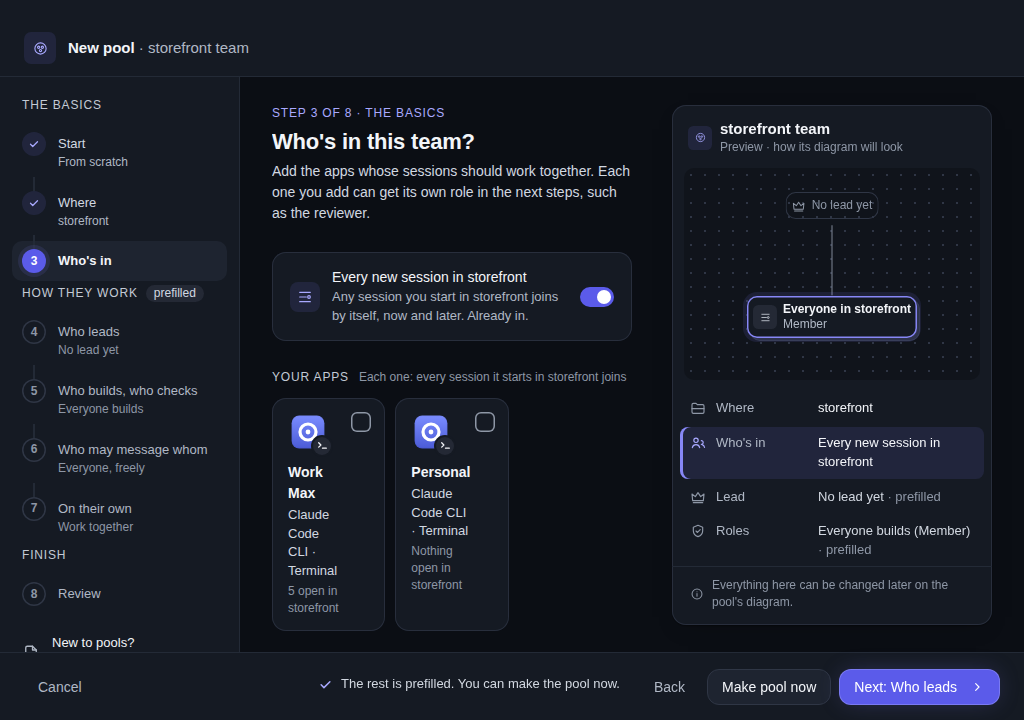 New pool · storefront team
THE BASICS
Start
From scratch
Where
storefront
3
Who's in
HOW THEY WORK prefilled
4
Who leads
No lead yet
5
Who builds, who checks
Everyone builds
6
Who may message whom
Everyone, freely
7
On their own
Work together
FINISH
8
Review
New to pools?
STEP 3 OF 8 · THE BASICS
Who's in this team?
Add the apps whose sessions should work together. Each
one you add can get its own role in the next steps, such
as the reviewer.
Every new session in storefront
Any session you start in storefront joins
by itself, now and later. Already in.
YOUR APPS Each one: every session it starts in storefront joins
Work
Max
Claude
Code
CLI ·
Terminal
5 open in
storefront
Personal
Claude
Code CLI
· Terminal
Nothing
open in
storefront
storefront team
Preview · how its diagram will look
No lead yet
Everyone in storefront
Member
Where storefront
Who's in Every new session in
storefront
Lead No lead yet · prefilled
Roles Everyone builds (Member)
· prefilled
Everything here can be changed later on the
pool's diagram.
Cancel
The rest is prefilled. You can make the pool now.
Back
Make pool now
Next: Who leads